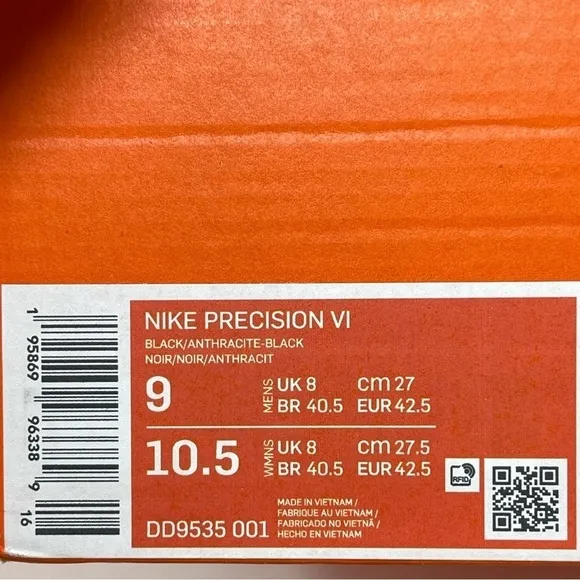 NIKE PRECISION VI
BLACK/ANTHRACITE-BLACK
NOIR/NOIR/ANTHRACIT
9 MENS UK 8 cm 27
BR 40.5 EUR 42.5
10.5 WMNS UK 8 cm 27.5
BR 40.5 EUR 42.5
RFID
MADE IN VIETNAM /
FABRIQUE AU VIETNAM /
FABRICADO NO VIETNÃ /
DD9535 001 HECHO EN VIETNAM
1 95869 96338 9
16